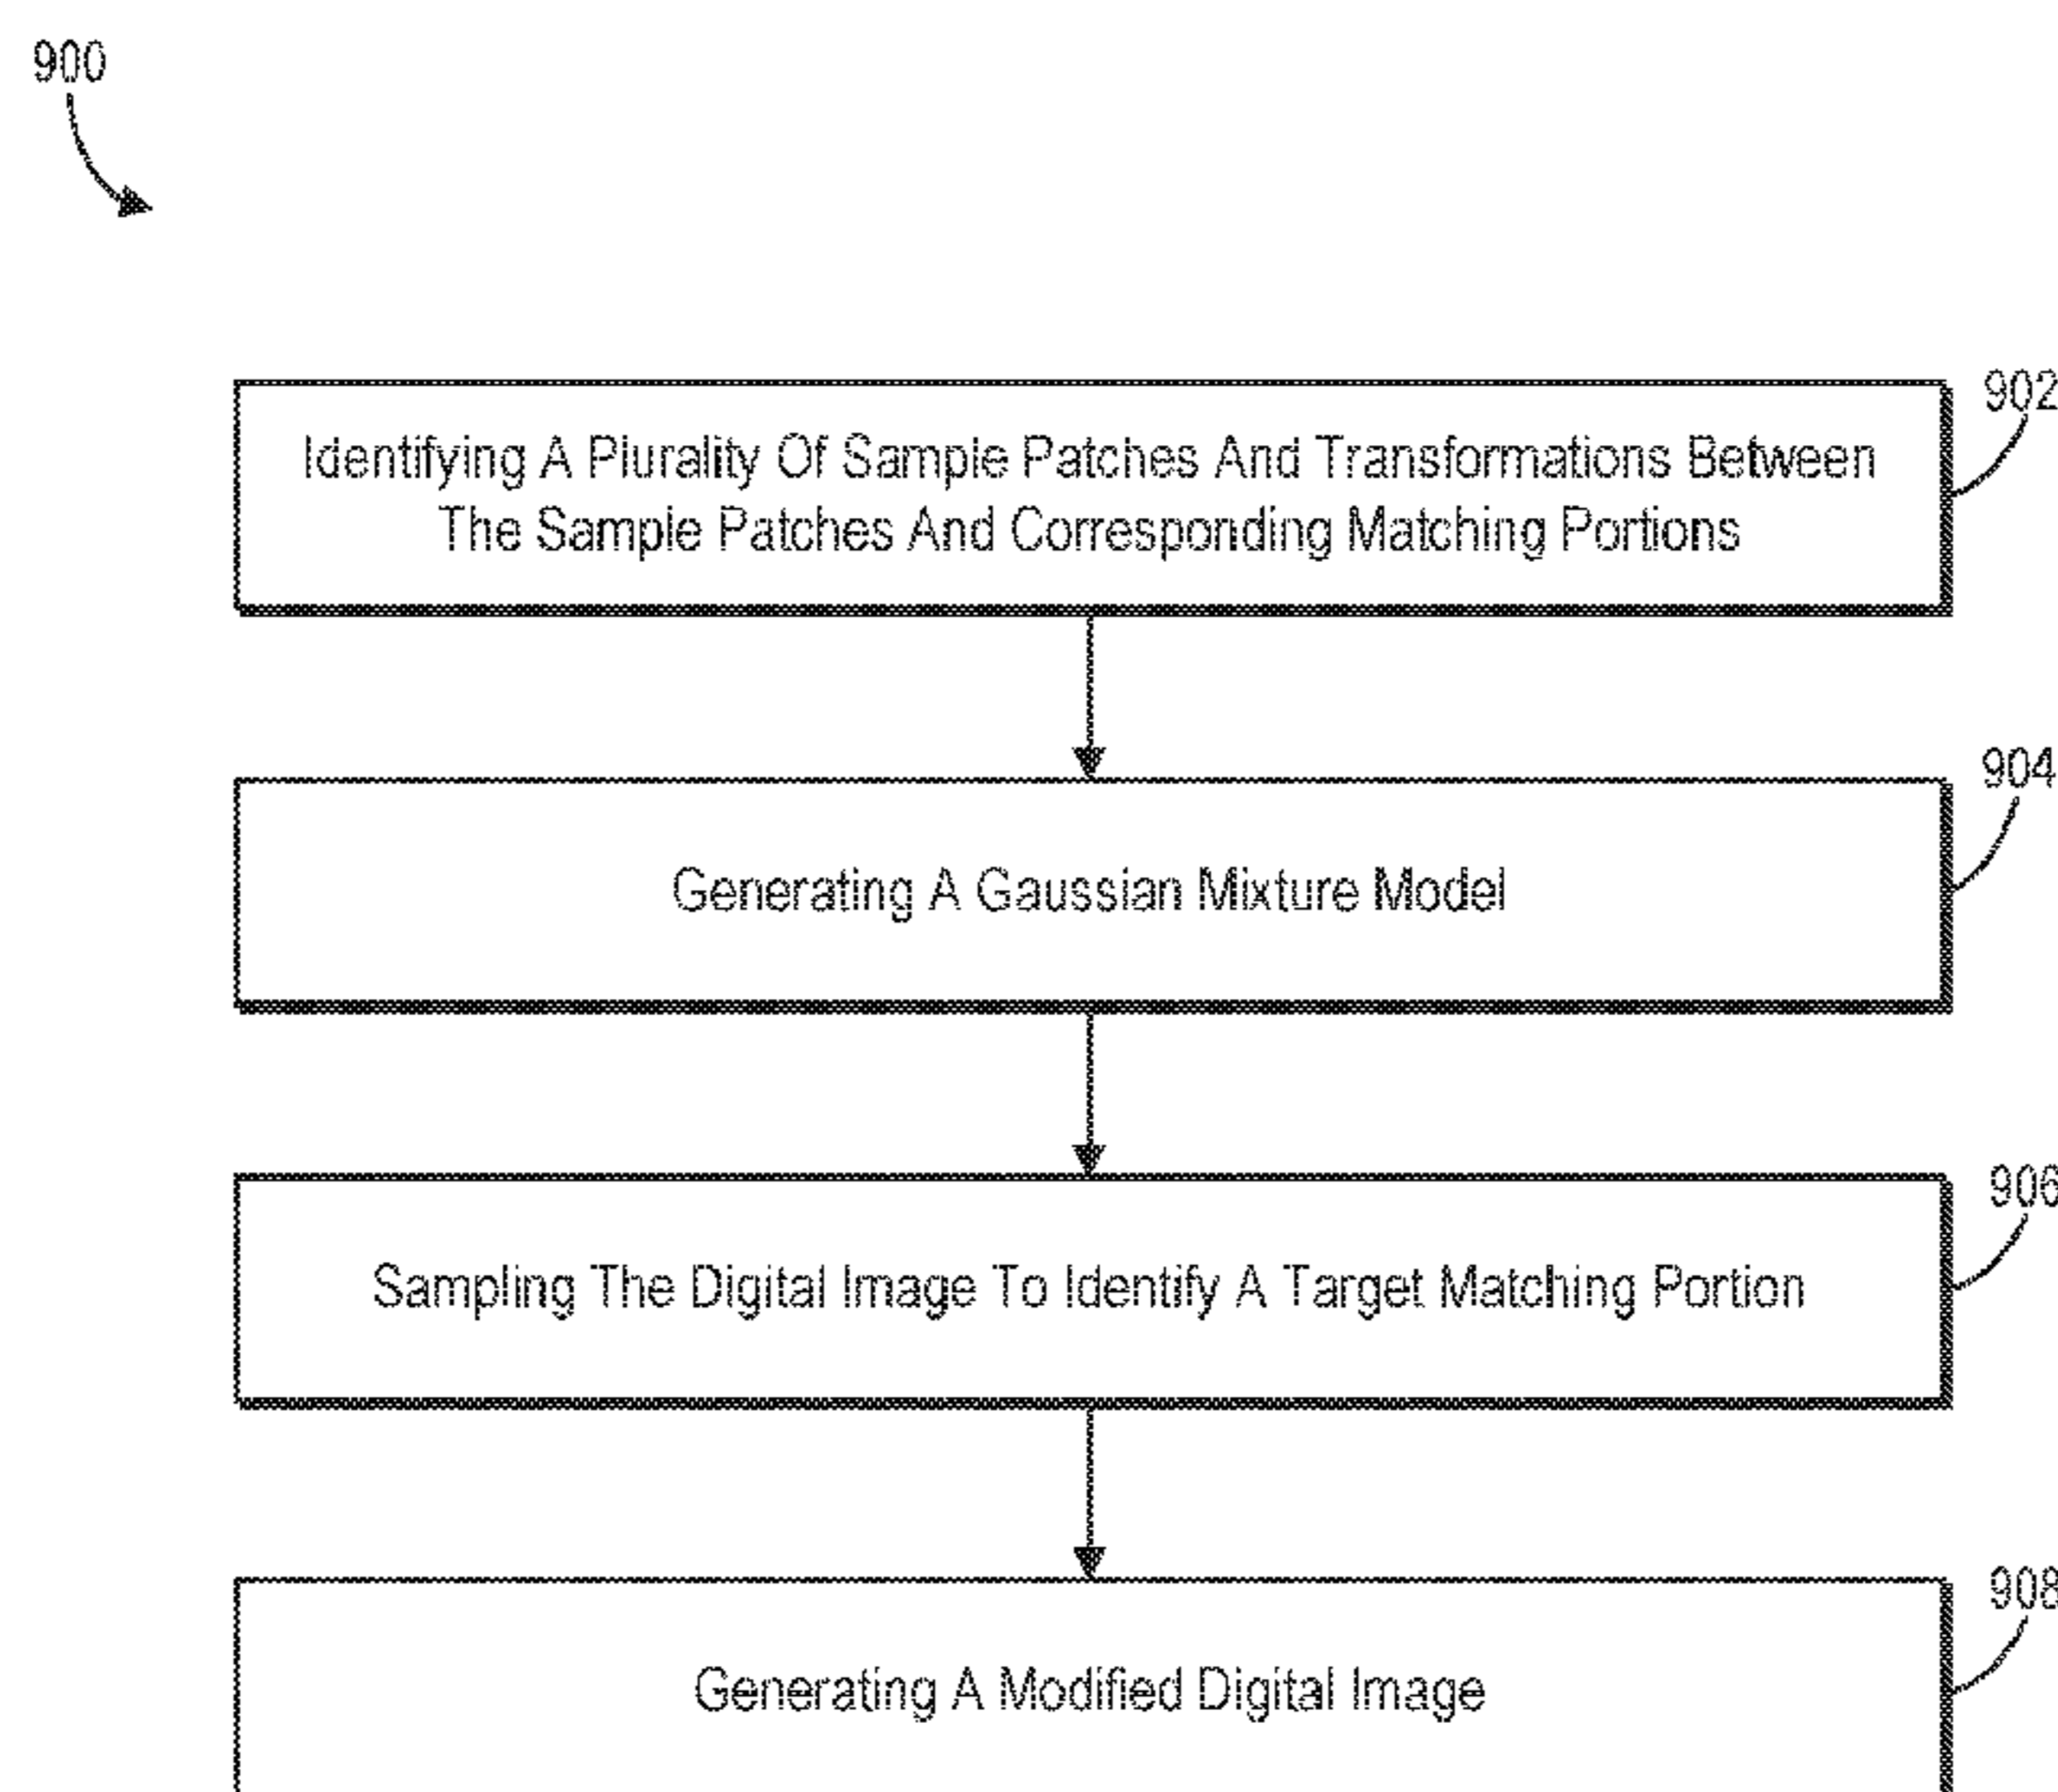 900
902
Identifying A Plurality Of Sample Patches And Transformations Between
The Sample Patches And Corresponding Matching Portions
904
Generating A Gaussian Mixture Model
906
Sampling The Digital Image To Identify A Target Matching Portion
908
Generating A Modified Digital Image